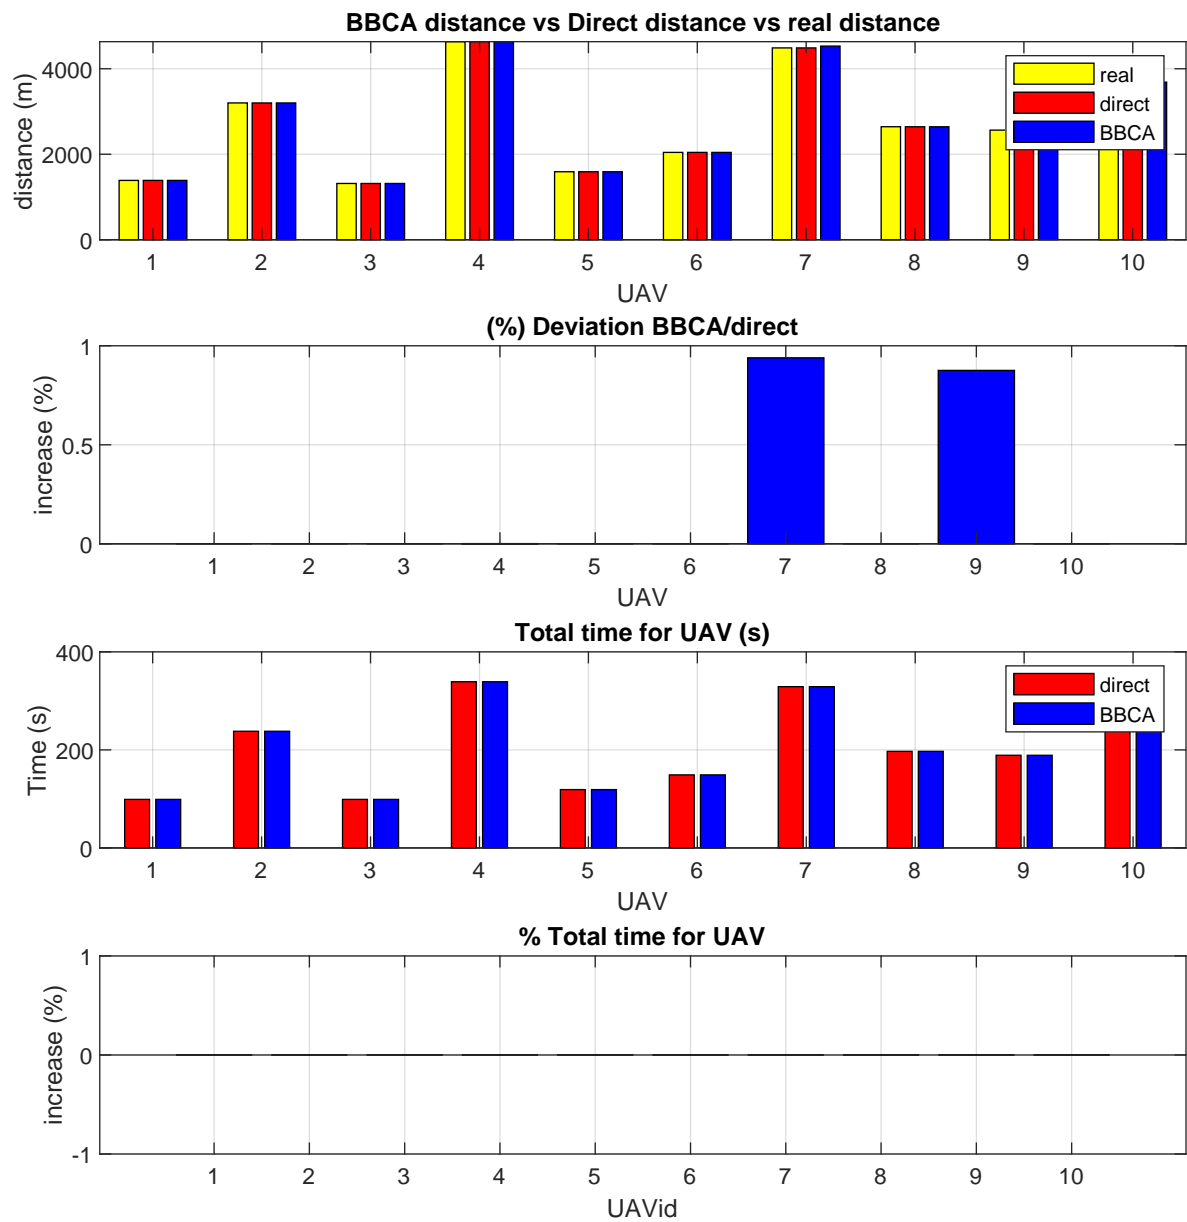 BBCA distance vs Direct distance vs real distance
distance (m)
4000
2000
0
real
direct
BBCA
1 2 3 4 5 6 7 8 9 10
UAV
(%) Deviation BBCA/direct
increase (%)
1
0.5
0
1 2 3 4 5 6 7 8 9 10
UAV
Total time for UAV (s)
Time (s)
400
200
0
direct
BBCA
1 2 3 4 5 6 7 8 9 10
UAV
% Total time for UAV
increase (%)
1
0
-1
1 2 3 4 5 6 7 8 9 10
UAVid